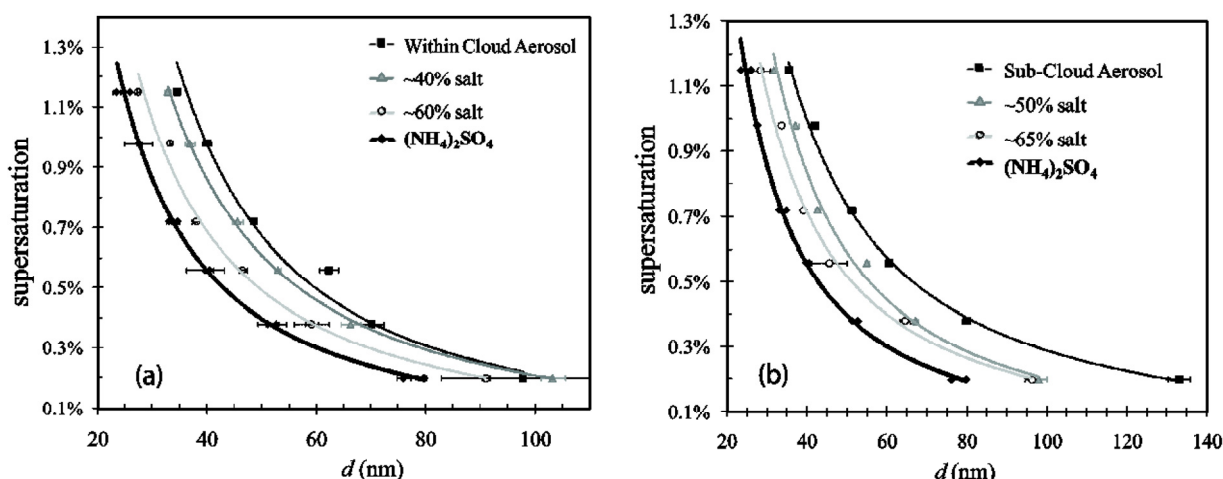 1.3%
1.1%
0.9%
0.7%
0.5%
0.3%
0.1%
supersaturation
Within Cloud Aerosol
~40% salt
~60% salt
(NH4)2SO4
(a)
20 40 60 80 100
d (nm)
1.3%
1.1%
0.9%
0.7%
0.5%
0.3%
0.1%
supersaturation
Sub-Cloud Aerosol
~50% salt
~65% salt
(NH4)2SO4
(b)
20 40 60 80 100 120 140
d (nm)